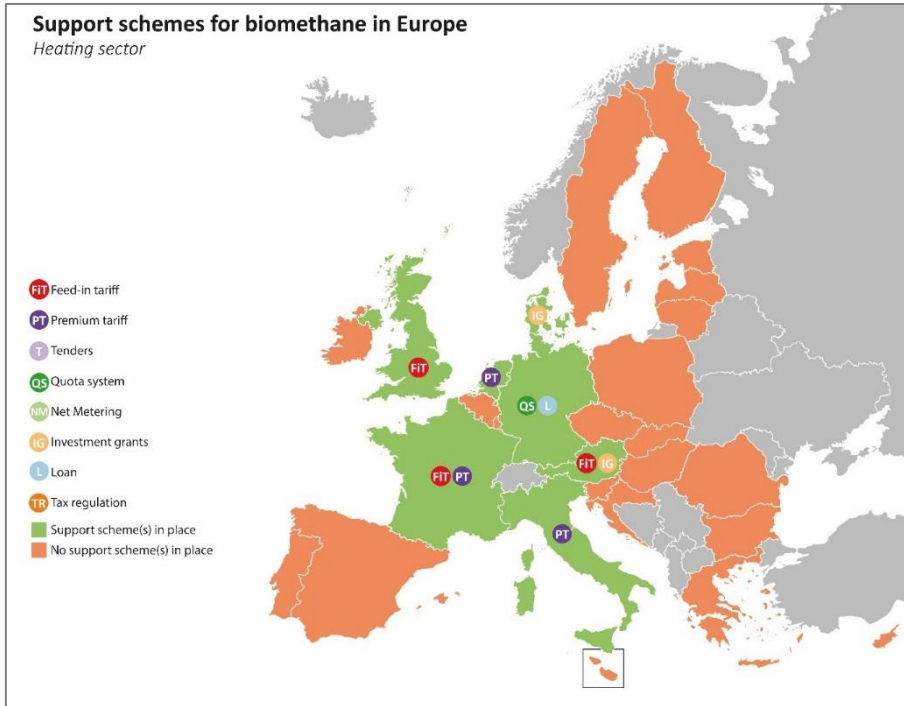 Support schemes for biomethane in Europe
Heating sector
FiT Feed-in tariff
PT Premium tariff
T Tenders
QS Quota system
NM Net Metering
IG Investment grants
L Loan
TR Tax regulation
Support scheme(s) in place
No support scheme(s) in place
IG
FiT
PT
QS L
FiT IG
FiT PT
PT